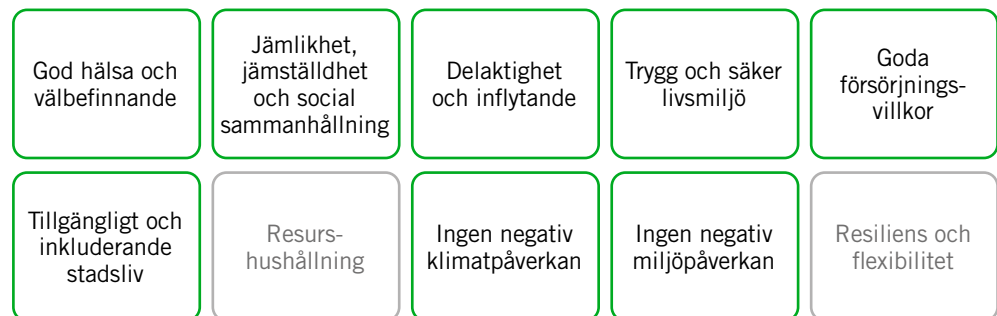 God hälsa och
välbefinnande
Jämlikhet,
jämställdhet
och social
sammanhållning
Delaktighet
och inflytande
Trygg och säker
livsmiljö
Goda
försörjnings-
villkor
Tillgängligt och
inkluderande
stadsliv
Resurs-
hushållning
Ingen negativ
klimatpåverkan
Ingen negativ
miljöpåverkan
Resiliens och
flexibilitet